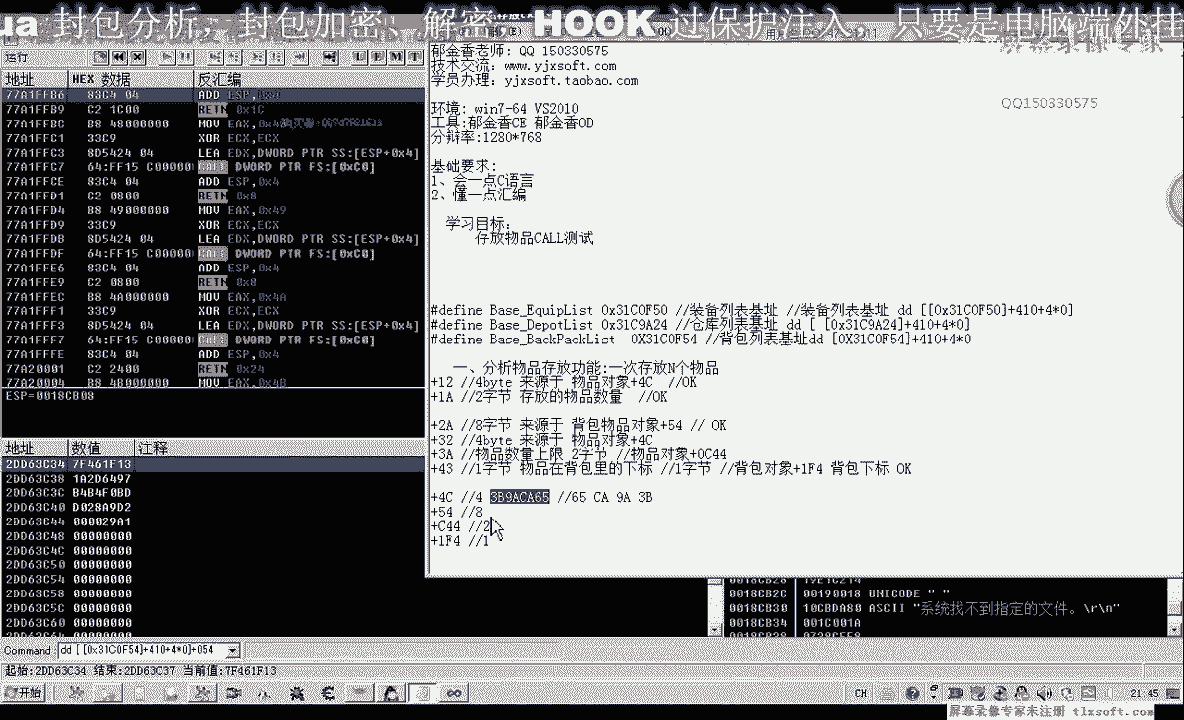 ua 封包分析，封包加密、解密  HOOK 过保护注入，只要是电脑端外挂
运行
L E M T
地址 HEX 数据 反汇编
77A1FFB6 83C4 04 ADD ESP,
77A1FFB9 C2 1C00 RETN 0x1C
77A1FFBC B8 48000000 MOV EAX,
77A1FFC1 33C9 XOR ECX,ECX
77A1FFC3 8D5424 04 LEA EDX,DWORD PTR SS:[ESP+0x4]
77A1FFC7 64:FF15 C00000 CALL DWORD PTR FS:[0xC0]
77A1FFCE 83C4 04 ADD ESP,0x4
77A1FFD1 C2 0800 RETN 0x8
77A1FFD4 B8 49000000 MOV EAX,0x49
77A1FFD9 33C9 XOR ECX,ECX
77A1FFDB 8D5424 04 LEA EDX,DWORD PTR SS:[ESP+0x4]
77A1FFDF 64:FF15 C00000 CALL DWORD PTR FS:[0xC0]
77A1FFE6 83C4 04 ADD ESP,0x4
77A1FFE9 C2 0800 RETN 0x8
77A1FFEC B8 4A000000 MOV EAX,0x4A
77A1FFF1 33C9 XOR ECX,ECX
77A1FFF3 8D5424 04 LEA EDX,DWORD PTR SS:[ESP+0x4]
77A1FFF7 64:FF15 C00000 CALL DWORD PTR FS:[0xC0]
77A1FFFE 83C4 04 ADD ESP,0x4
77A20001 C2 2400 RETN 0x24
77A20004 B8 4B000000 MOV EAX,0x4B
ESP=0018CB08
地址 数值 注释
2DD63C34 7F461F13
2DD63C38 1A2D6497
2DD63C3C B4B4F0BD
2DD63C40 D028A9D2
2DD63C44 000029A1
2DD63C48 00000000
2DD63C4C 00000000
2DD63C50 00000000
2DD63C54 00000000
2DD63C58 00000000
2DD63C5C 00000000
2DD63C60 00000000
2DD63C64 00000000
郁金香老师: QQ 150330575
技术交流: www.yjxsoft.com
学员办理: yjxsoft.taobao.com
QQ150330575
环境: win7-64 VS2010
工具:郁金香CE 郁金香OD
分辩率:1280*768
基础要求:
1、会一点C语言
2、懂一点汇编
学习目标:
存放物品CALL测试
#define Base_EquipList 0x31C0F50 //装备列表基址 //装备列表基址 dd [[0x31C0F50]+410+4*0]
#define Base_DepotList 0x31C9A24 //仓库列表基址 dd [ [0x31C9A24]+410+4*0]
#define Base_BackPackList  0X31C0F54 //背包列表基址dd [0X31C0F54]+410+4*0
一、分析物品存放功能:一次存放N个物品
+12 //4byte 来源于 物品对象+4C  //OK
+1A //2字节 存放的物品数量  //OK
+2A //8字节 来源于 背包物品对象+54 // OK
+32 //4byte 来源于 物品对象+4C
+3A //物品数量上限 2字节 //物品对象+0C44
+43 //1字节 物品在背包里的下标 //1字节 //背包对象+1F4 背包下标 OK
+4C //4 3B9ACA65 //65 CA 9A 3B
+54 //8
+C44 //2
+1F4 //1
0018CB28 19E1C214
0018CB2C 00190018 UNICODE " "
0018CB30 10CBDA80 ASCII "系统找不到指定的文件。\r\n"
0018CB34 001C001A
Command: dd [ [0x31C0F54]+410+4*0]+054
起始:2DD63C34 结束:2DD63C37 当前值:7F461F13
开始
CH
21:45
屏幕录像专家未注册 tlxsoft.com